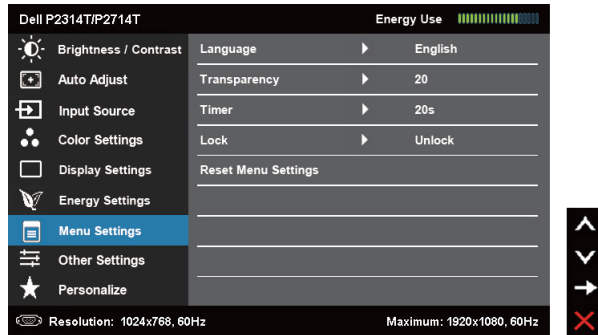 Dell P2314T/P2714T Energy Use
Brightness / Contrast Language English
Auto Adjust Transparency 20
Input Source Timer 20s
Color Settings Lock Unlock
Display Settings Reset Menu Settings
Energy Settings
Menu Settings
Other Settings
Personalize
Resolution: 1024x768, 60Hz Maximum: 1920x1080, 60Hz